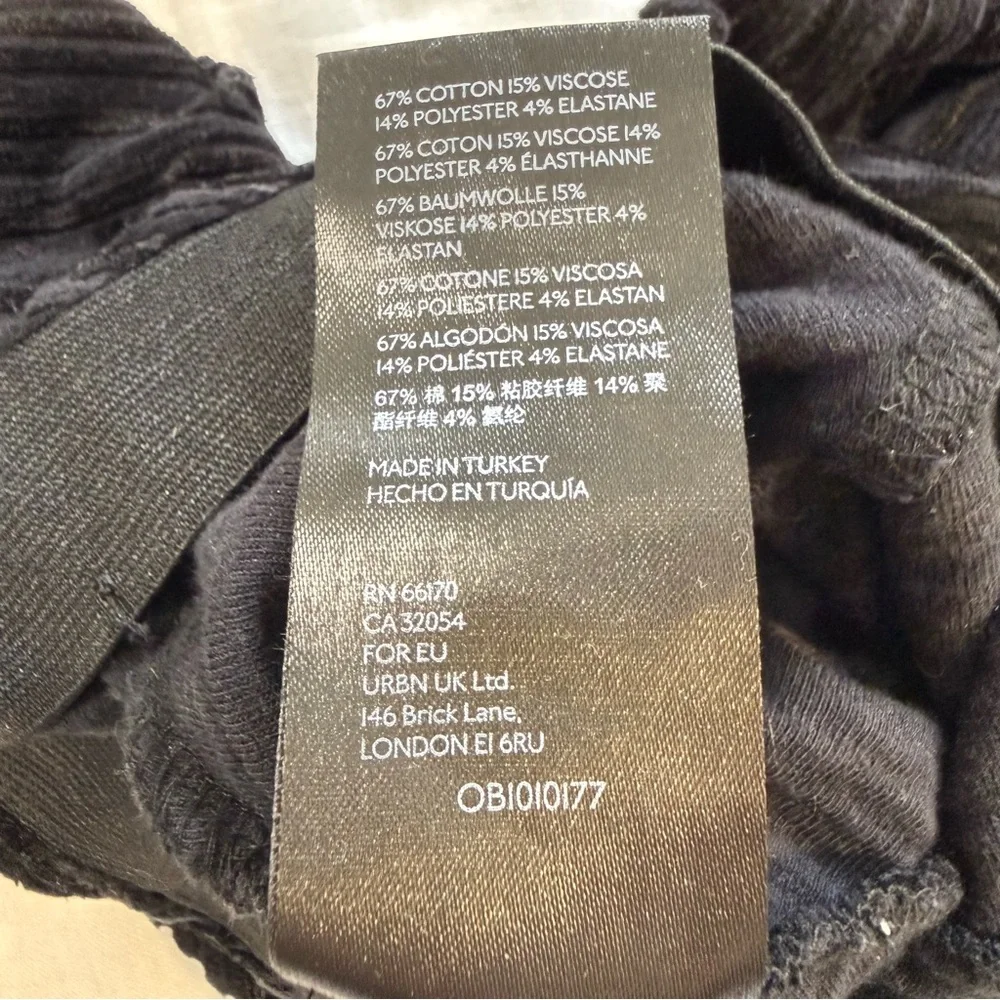 67% COTTON 15% VISCOSE
14% POLYESTER 4% ELASTANE
67% COTON 15% VISCOSE 14%
POLYESTER 4% ÉLASTHANNE
67% BAUMWOLLE 15%
VISKOSE 14% POLYESTER 4%
ELASTAN
67% COTONE 15% VISCOSA
14% POLIESTERE 4% ELASTAN
67% ALGODÓN 15% VISCOSA
14% POLIÉSTER 4% ELASTANE
67% 棉 15% 粘胶纤维 14% 聚
酯纤维 4% 氨纶
MADE IN TURKEY
HECHO EN TURQUÍA
RN 66170
CA 32054
FOR EU
URBN UK Ltd.
146 Brick Lane,
LONDON E1 6RU
OB1010177